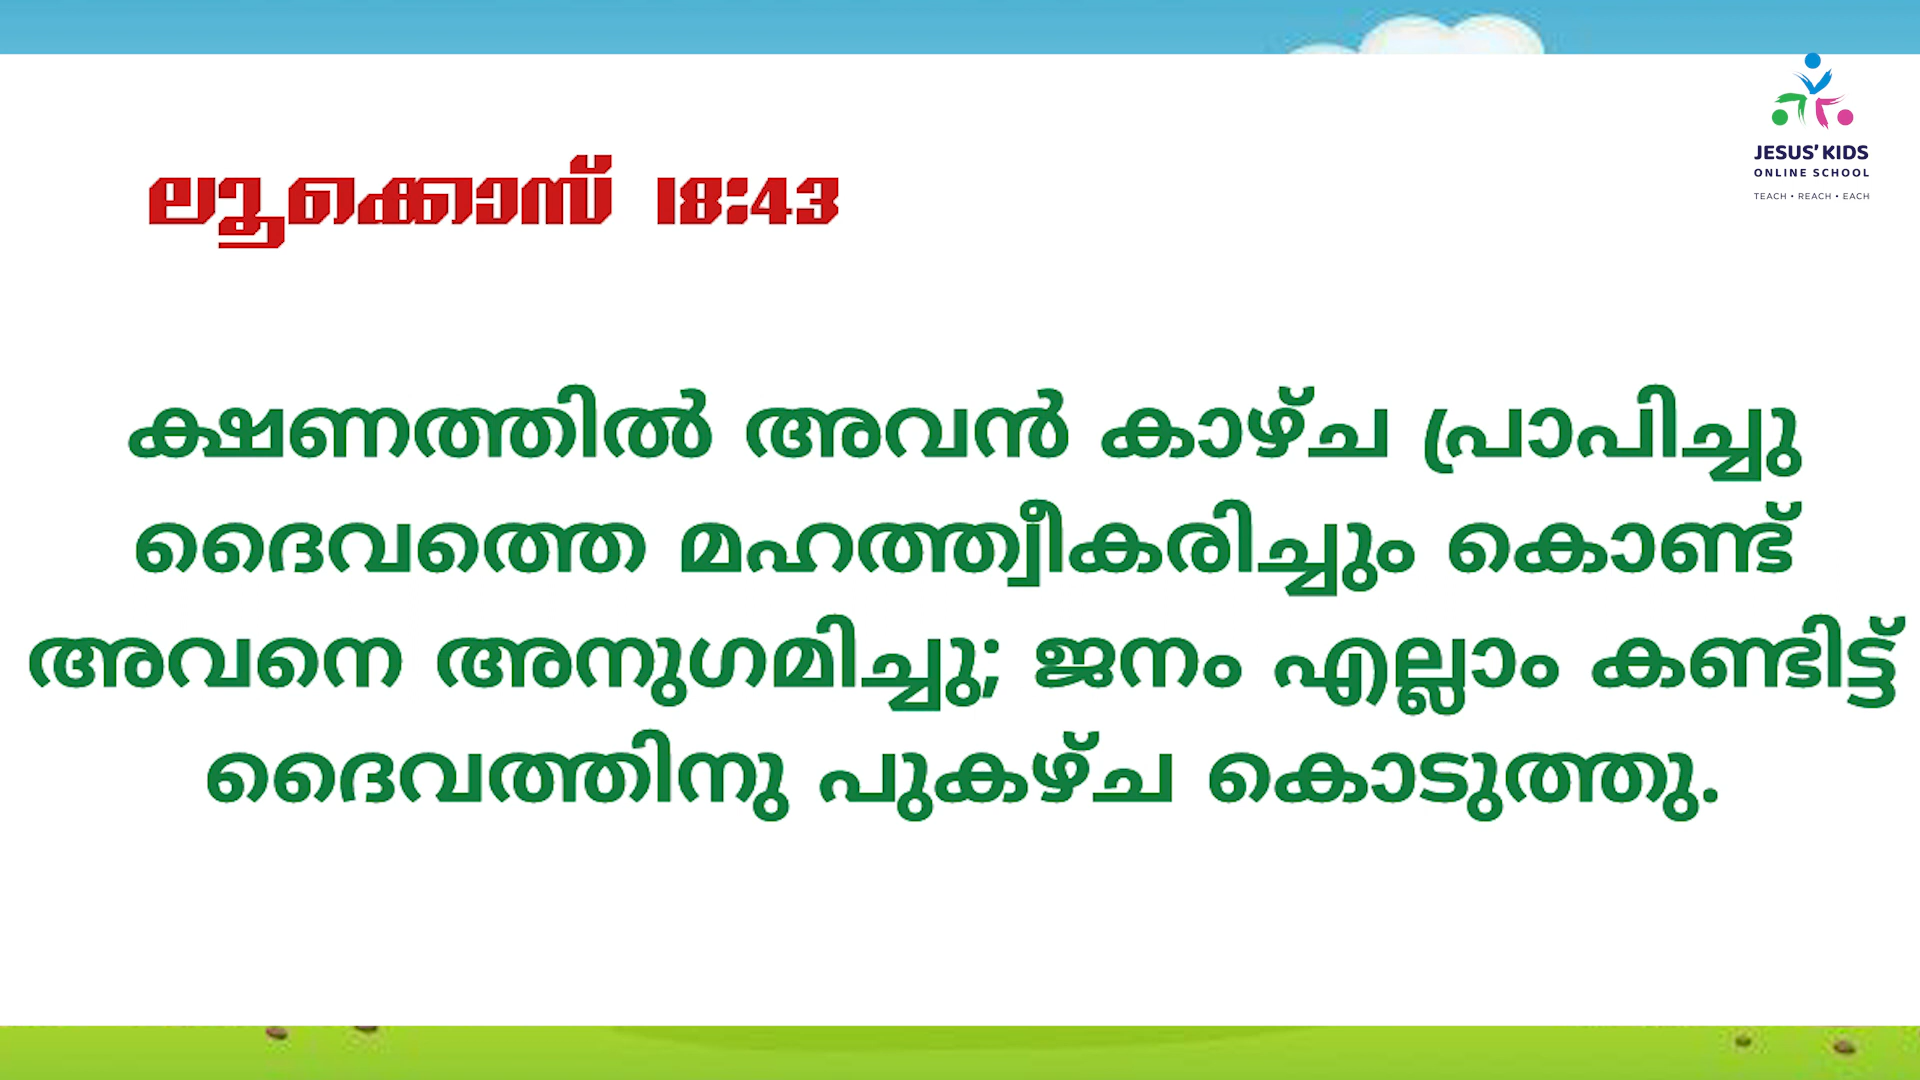 JESUS' KIDS
ONLINE SCHOOL
TEACH • REACH • EACH
ലൂക്കൊസ് 18:43
ക്ഷണത്തിൽ അവൻ കാഴ്ച പ്രാപിച്ചു
ദൈവത്തെ മഹത്ത്വീകരിച്ചും കൊണ്ട്
അവനെ അനുഗമിച്ചു; ജനം എല്ലാം കണ്ടിട്ട്
ദൈവത്തിനു പുകഴ്ച കൊടുത്തു.